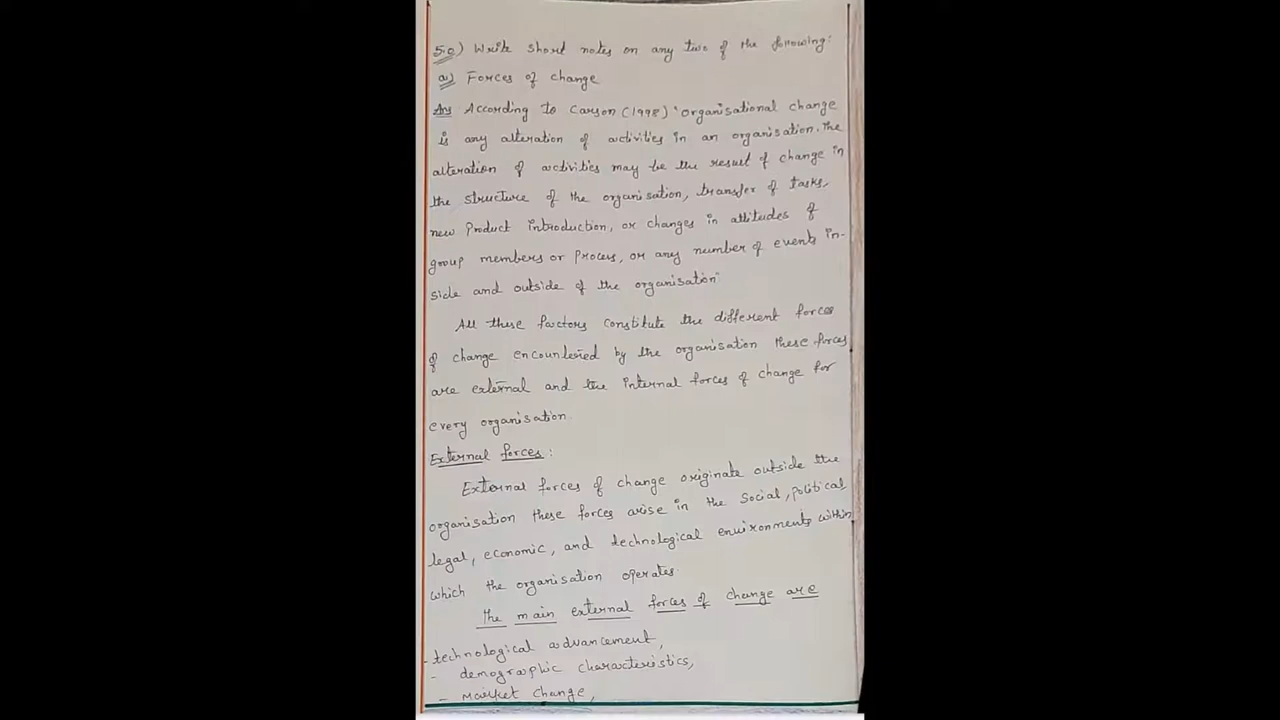 5.0) Write short notes on any two of the following:
a) Forces of change
Ans According to Carson (1998) "organisational change
is any alteration of activities in an organisation. The
alteration of activities may be the result of change in
the structure of the organisation, transfer of tasks,
new Product introduction, or changes in attitudes of
group members or process, or any number of events in-
side and outside of the organisation"
All these factors constitute the different forces
of change encountered by the organisation these forces
are external and the internal forces of change for
every organisation.
External forces:
External forces of change originate outside the
organisation these forces arise in the social, political
legal, economic, and technological environments within
which the organisation operates.
The main external forces of change are
- technological advancement,
- demographic characteristics,
- Market change,